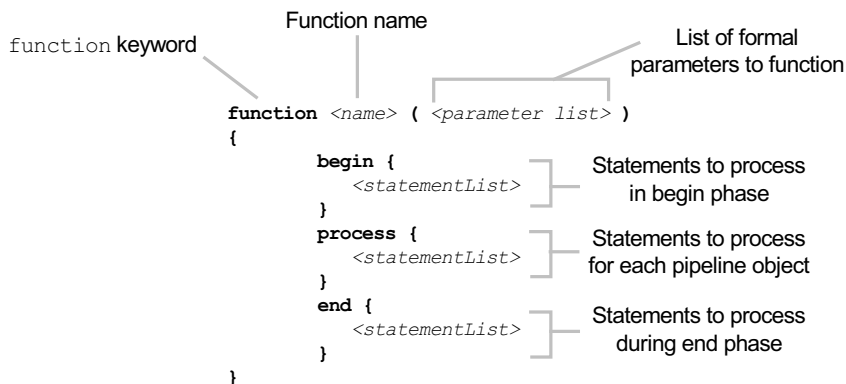 Function name
function keyword
List of formal
parameters to function
function <name> ( <parameter list> )
{
begin {
<statementList>
}
Statements to process
in begin phase
process {
<statementList>
}
Statements to process
for each pipeline object
end {
<statementList>
}
Statements to process
during end phase
}